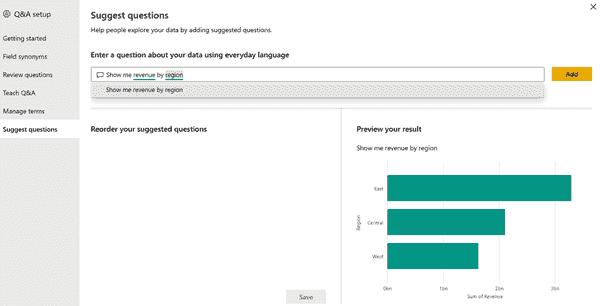 Q&A setup
Getting started
Field synonyms
Review questions
Teach Q&A
Manage terms
Suggest questions
Suggest questions
Help people explore your data by adding suggested questions.
Enter a question about your data using everyday language
Show me revenue by region
Add
Show me revenue by region
Reorder your suggested questions
Save
Preview your result
Show me revenue by region
Region
East
Central
West
0bn 1bn 2bn 3bn
Sum of Revenue